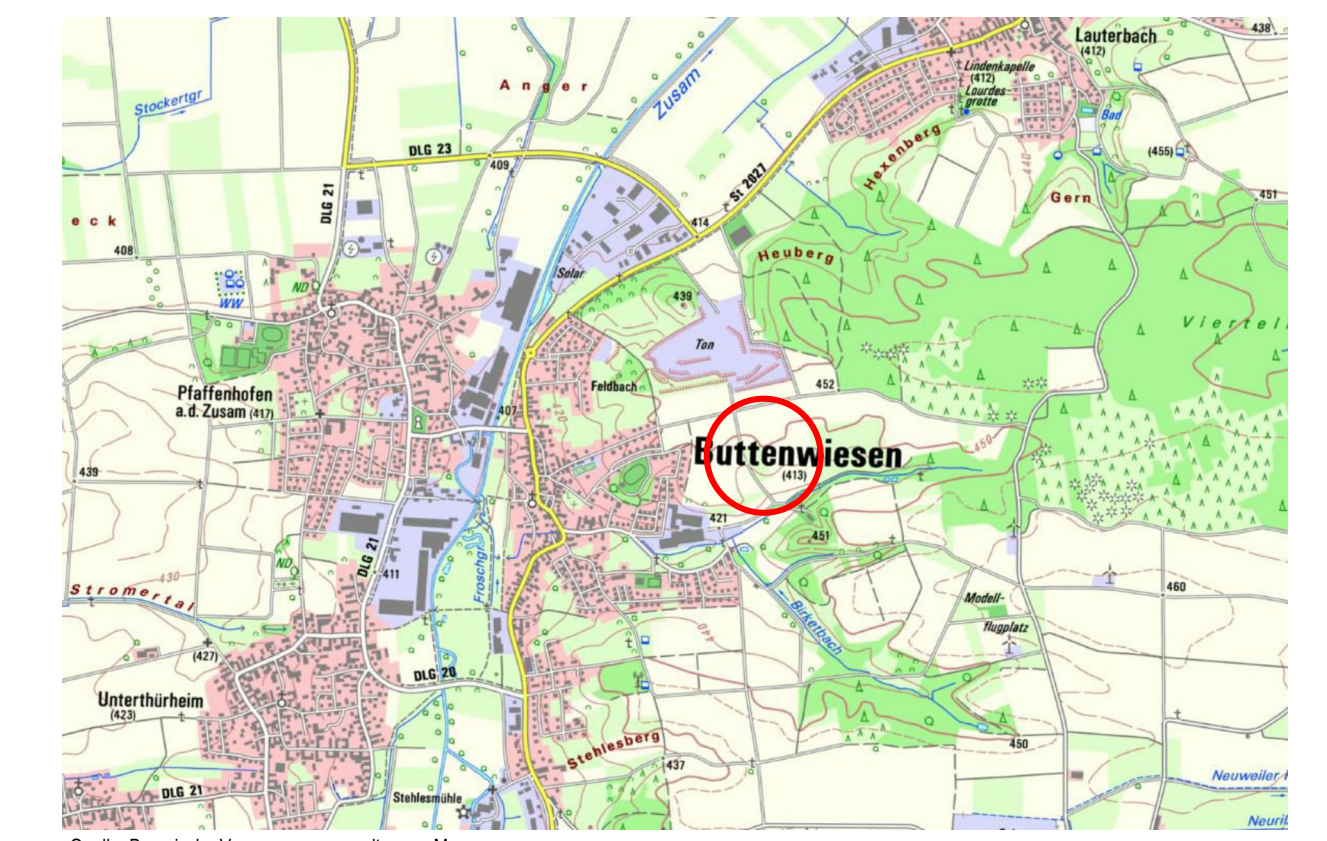 438
Lauterbach
(412)
Lindenkapelle
(412)
Lourdes-
grotte
Bad
Anger
Zusam
Stockertgr
DLG 23
409
Hexenberg
440
(455)
451
Gern
St 2027
414
DLG 21
eck
408
Heuberg
Solar
ND
WW
439
Ton
Feldbach
452
Pfaffenhofen
a.d. Zusam (417)
407
420
Buttenwiesen
(413)
450
439
421
451
DLG 21
411
Froschgr
ND
430
Stromertal
460
Modell-
flugplatz
Birketbach
440
(427)
DLG 20
Unterthürheim
(423)
450
Stehlesberg
437
DLG 21
Stehlesmühle
Neuweiler